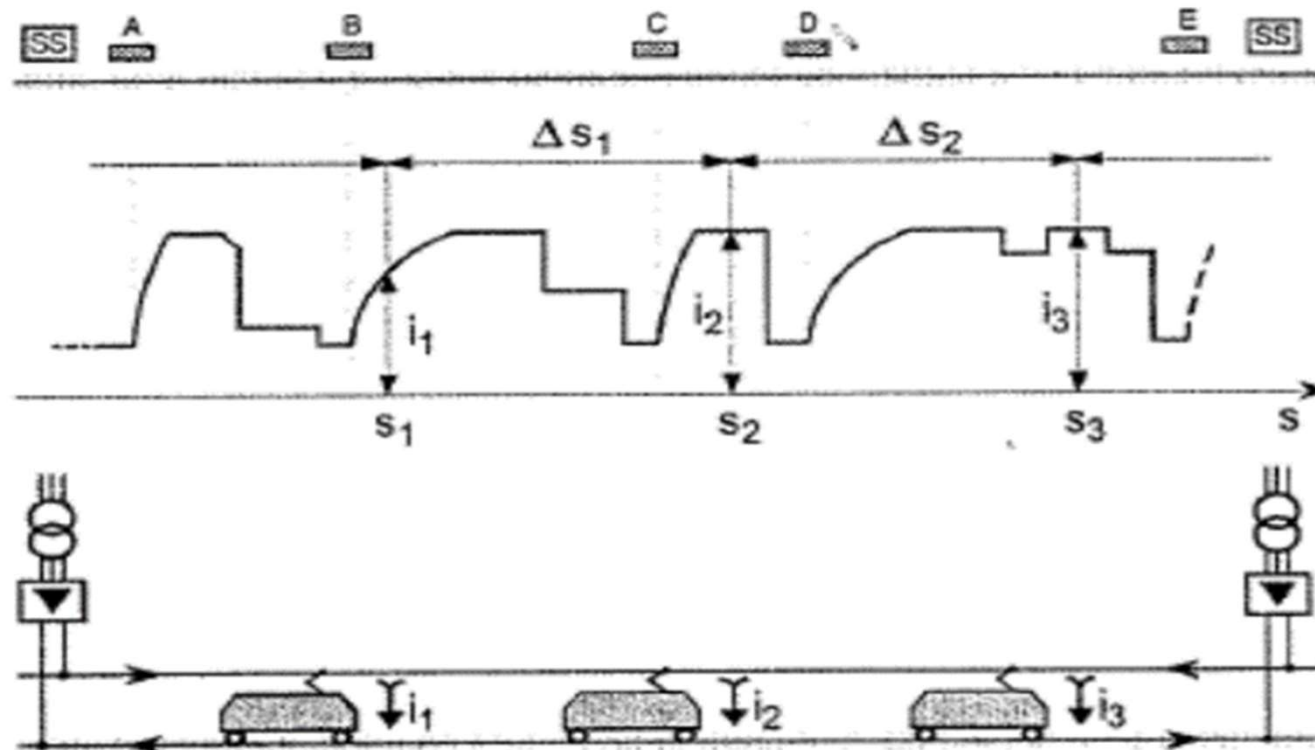 SS A B C D E SS
Δs₁ Δs₂
i₁ i₂ i₃
s₁ s₂ s₃ s
i₁ i₂ i₃